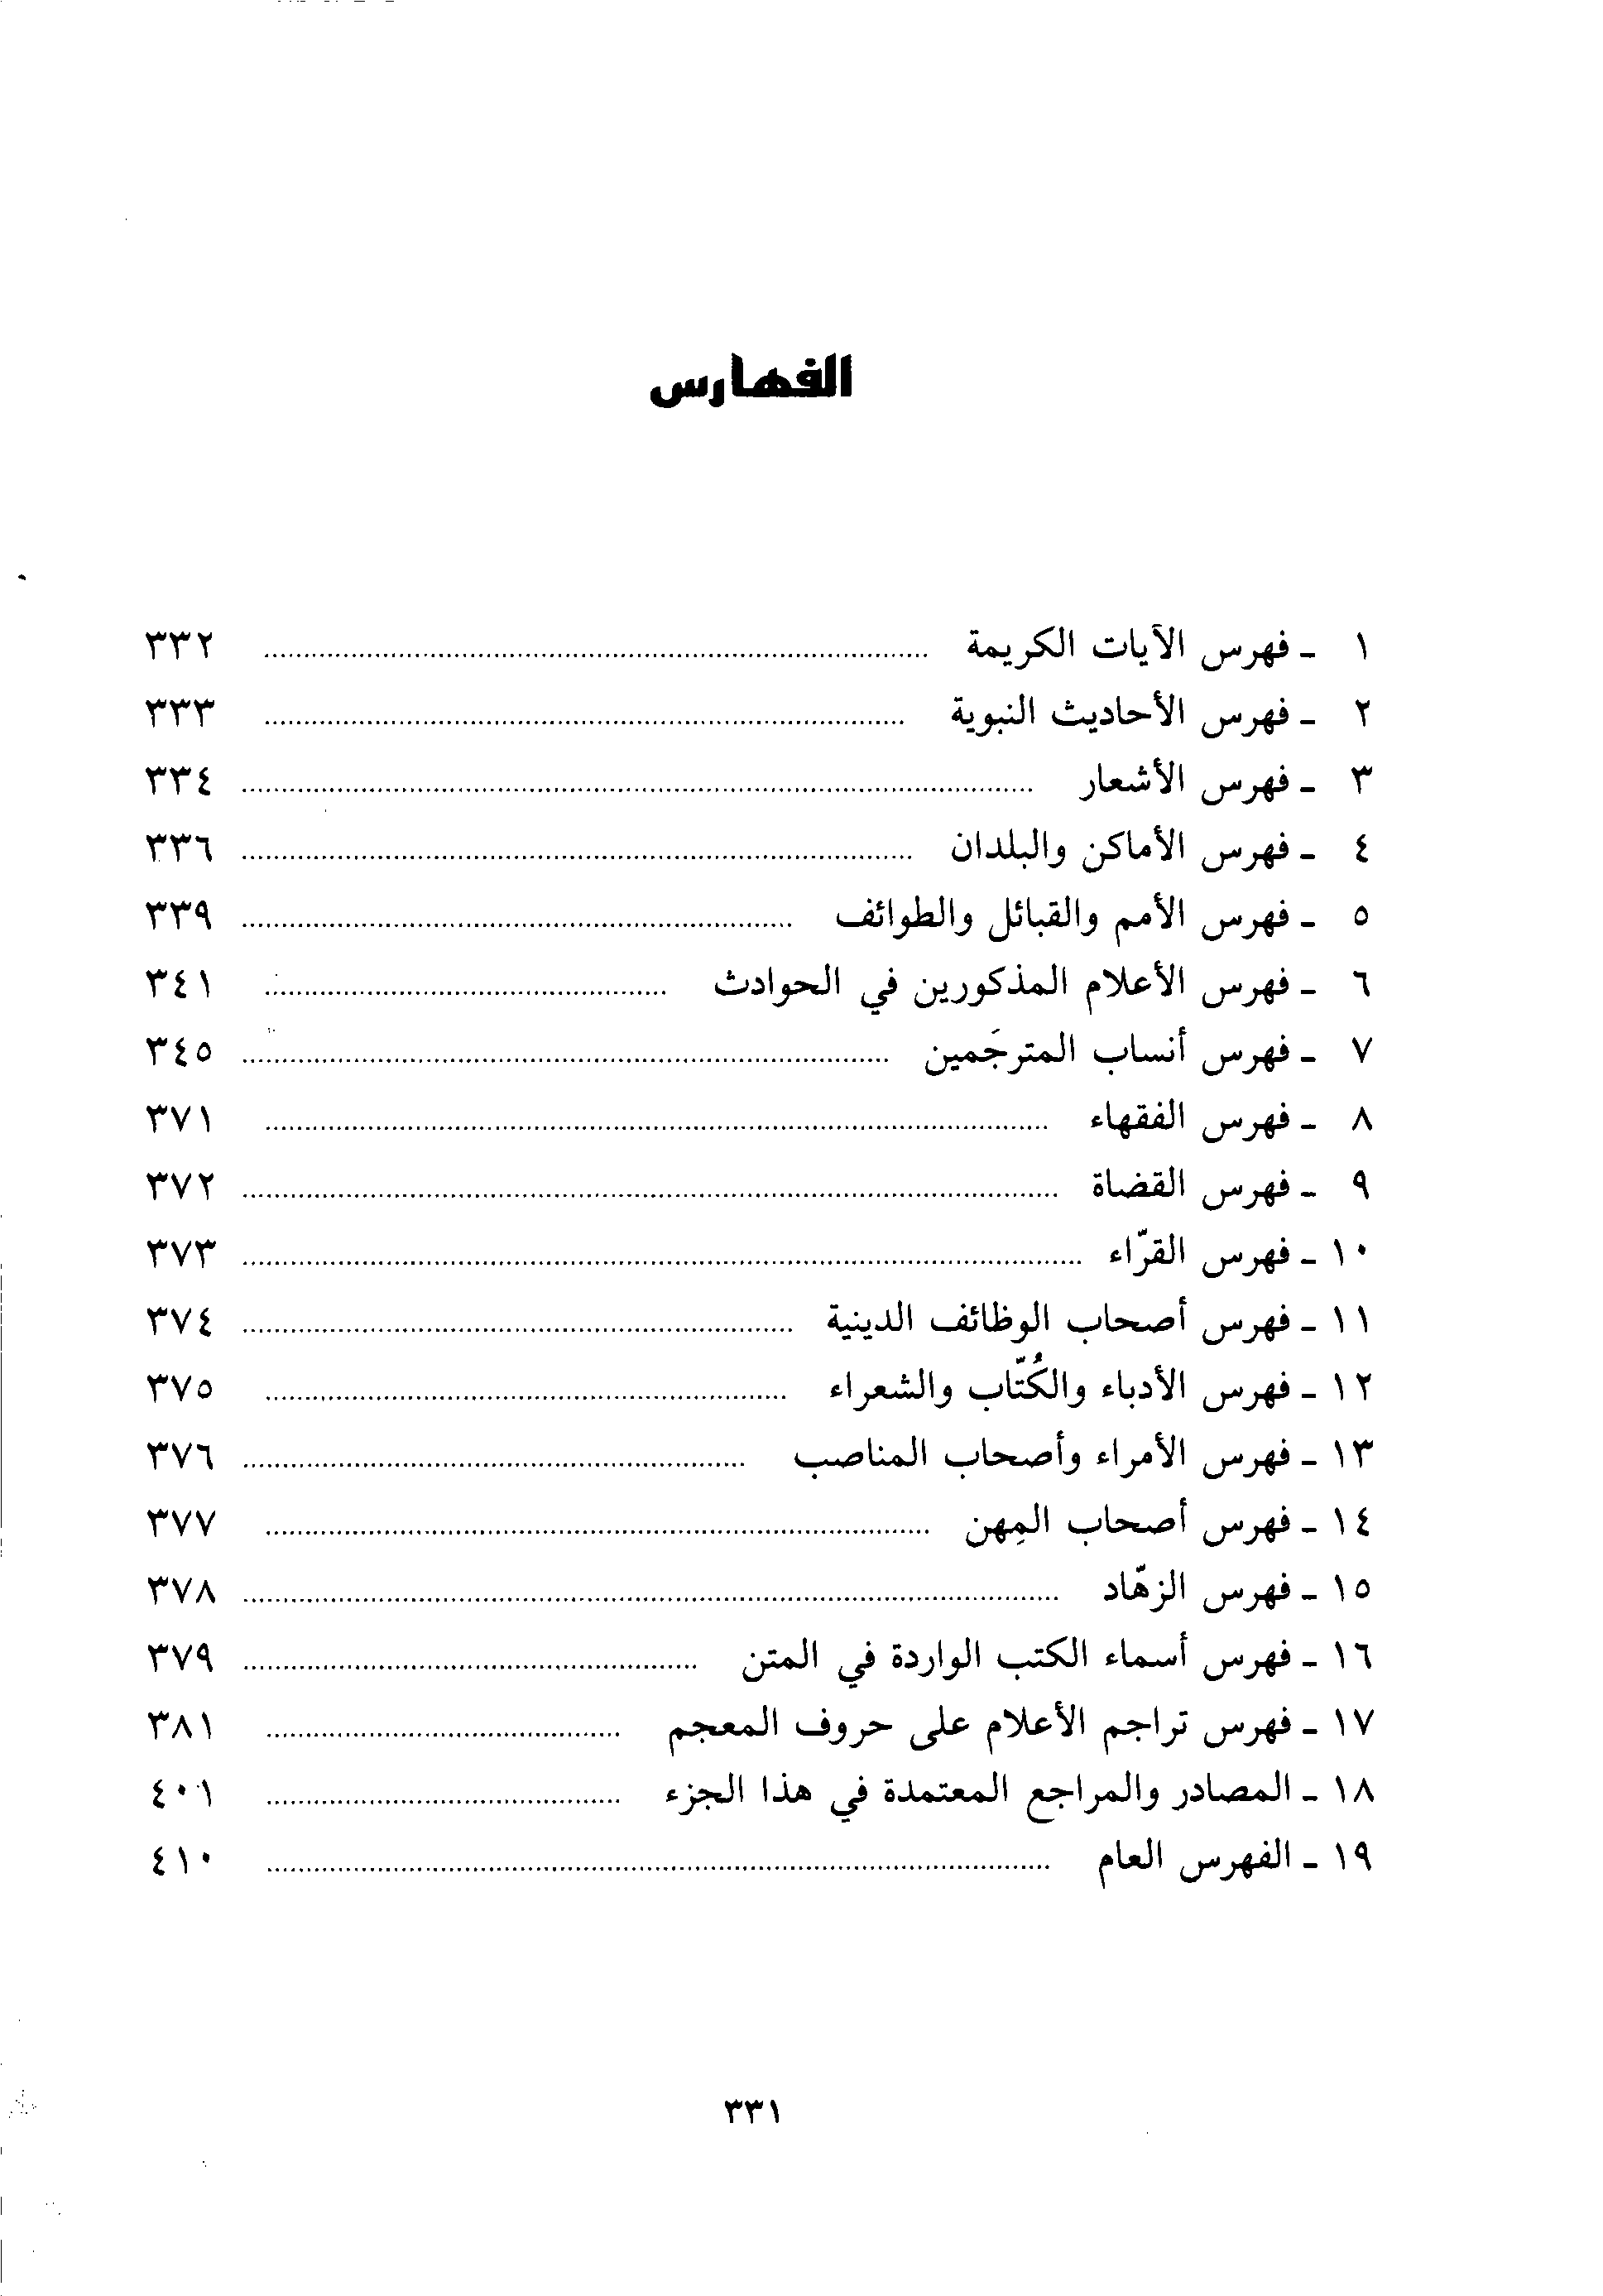 الفهارس
١ - فهرس الآيات الكريمة ........ ٣٣٢
٢ - فهرس الأحاديث النبوية ........ ٣٣٣
٣ - فهرس الأشعار ........ ٣٣٤
٤ - فهرس الأماكن والبلدان ........ ٣٣٦
٥ - فهرس الأمم والقبائل والطوائف ........ ٣٣٩
٦ - فهرس الأعلام المذكورين في الحوادث ........ ٣٤١
٧ - فهرس أنساب المترجَمين ........ ٣٤٥
٨ - فهرس الفقهاء ........ ٣٧١
٩ - فهرس القضاة ........ ٣٧٢
١٠ - فهرس القرّاء ........ ٣٧٣
١١ - فهرس أصحاب الوظائف الدينية ........ ٣٧٤
١٢ - فهرس الأدباء والكُتّاب والشعراء ........ ٣٧٥
١٣ - فهرس الأمراء وأصحاب المناصب ........ ٣٧٦
١٤ - فهرس أصحاب المِهن ........ ٣٧٧
١٥ - فهرس الزهّاد ........ ٣٧٨
١٦ - فهرس أسماء الكتب الواردة في المتن ........ ٣٧٩
١٧ - فهرس تراجم الأعلام على حروف المعجم ........ ٣٨١
١٨ - المصادر والمراجع المعتمدة في هذا الجزء ........ ٤٠١
١٩ - الفهرس العام ........ ٤١٠
٣٣١